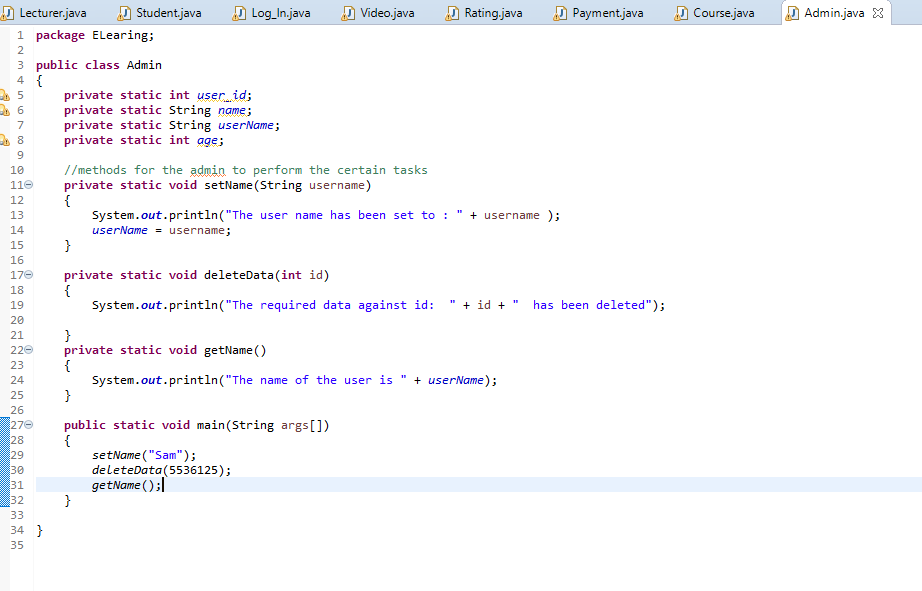 Lecturer.java Student.java Log_In.java Video.java Rating.java Payment.java Course.java Admin.java
1 package ELearing;
2
3 public class Admin
4 {
5     private static int user_id;
6     private static String name;
7     private static String userName;
8     private static int age;
9
10     //methods for the admin to perform the certain tasks
11     private static void setName(String username)
12     {
13         System.out.println("The user name has been set to : " + username );
14         userName = username;
15     }
16
17     private static void deleteData(int id)
18     {
19         System.out.println("The required data against id:  " + id + "  has been deleted");
20
21     }
22     private static void getName()
23     {
24         System.out.println("The name of the user is " + userName);
25     }
26
27     public static void main(String args[])
28     {
29         setName("Sam");
30         deleteData(5536125);
31         getName();
32     }
33
34 }
35